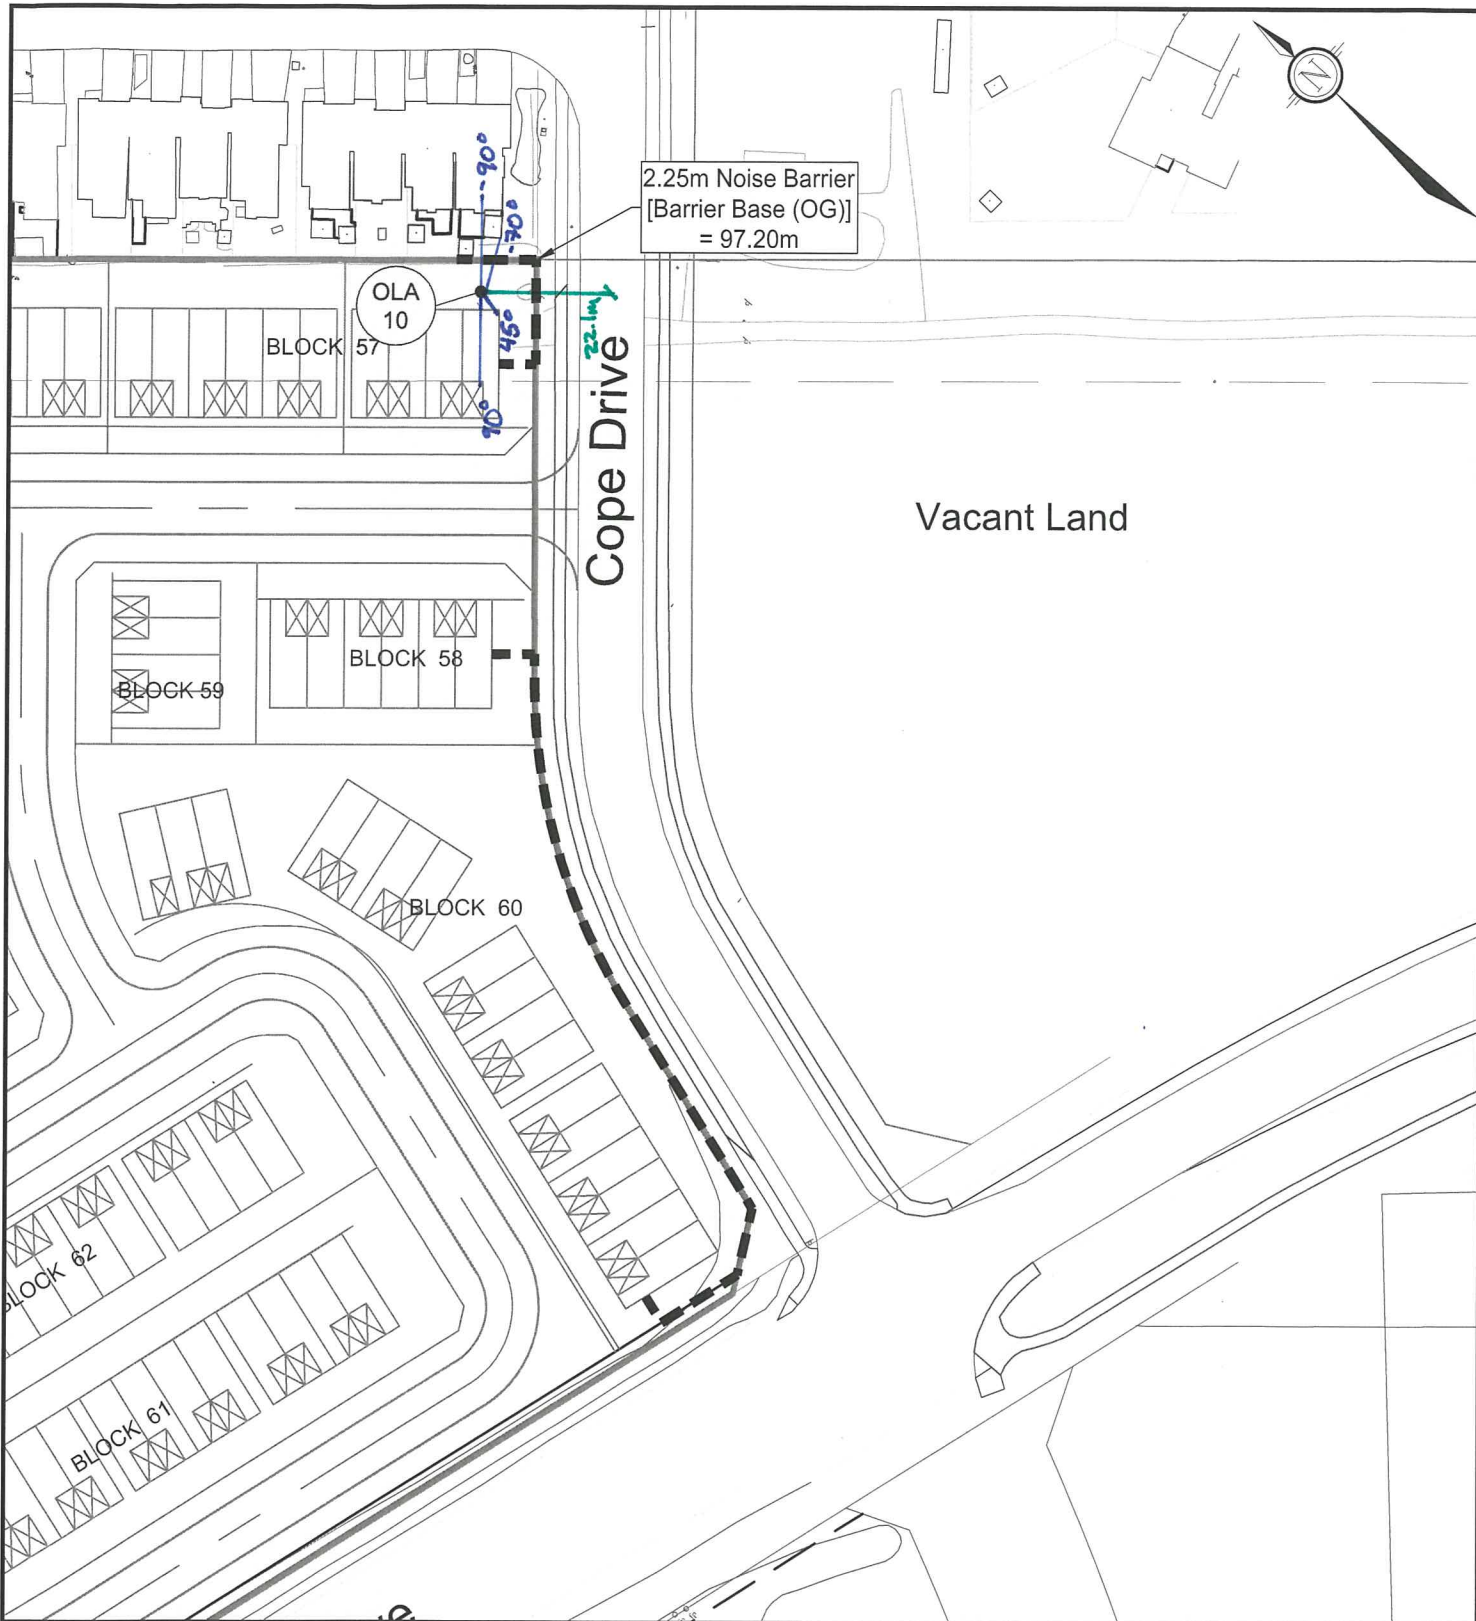 N
-90°
2.25m Noise Barrier
[Barrier Base (OG)]
= 97.20m
-70°
OLA
10
45°
22.1m
BLOCK 57
90°
Cope Drive
Vacant Land
BLOCK 58
BLOCK 59
BLOCK 60
BLOCK 62
BLOCK 61